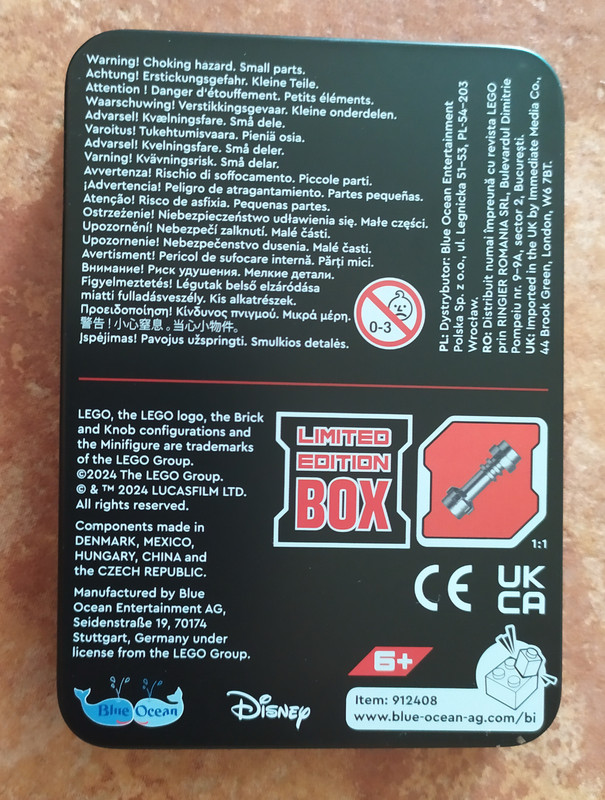 Warning! Choking hazard. Small parts.
Achtung! Erstickungsgefahr. Kleine Teile.
Attention ! Danger d'étouffement. Petits éléments.
Waarschuwing! Verstikkingsgevaar. Kleine onderdelen.
Advarsel! Kvælningsfare. Små dele.
Varoitus! Tukehtumisvaara. Pieniä osia.
Advarsel! Kvelningsfare. Små deler.
Varning! Kvävningsrisk. Små delar.
Avvertenza! Rischio di soffocamento. Piccole parti.
¡Advertencia! Peligro de atragantamiento. Partes pequeñas.
Atenção! Risco de asfixia. Pequenas partes.
Ostrzeżenie! Niebezpieczeństwo udławienia się. Małe części.
Upozornění! Nebezpečí zalknutí. Malé části.
Upozornenie! Nebezpečenstvo dusenia. Malé časti.
Avertisment! Pericol de sufocare internă. Părți mici.
Внимание! Риск удушения. Мелкие детали.
Figyelmeztetés! Légutak belső elzáródása
miatti fulladásveszély. Kis alkatrészek.
Προειδοποίηση! Κίνδυνος πνιγμού. Μικρά μέρη.
警告！小心窒息。当心小物件。
Įspėjimas! Pavojus užspringti. Smulkios detalės.
0-3
PL: Dystrybutor: Blue Ocean Entertainment
Polska Sp. z o.o., ul. Legnicka 51-53, PL-54-203
Wrocław.
RO: Distribuit numai împreună cu revista LEGO
prin RINGIER ROMANIA SRL, Bulevardul Dimitrie
Pompeiu nr. 9-9A, sector 2, București.
UK: Imported in the UK by Immediate Media Co.,
44 Brook Green, London, W6 7BT.
LEGO, the LEGO logo, the Brick
and Knob configurations and
the Minifigure are trademarks
of the LEGO Group.
©2024 The LEGO Group.
© & ™ 2024 LUCASFILM LTD.
All rights reserved.
Components made in
DENMARK, MEXICO,
HUNGARY, CHINA and
the CZECH REPUBLIC.
Manufactured by Blue
Ocean Entertainment AG,
Seidenstraße 19, 70174
Stuttgart, Germany under
license from the LEGO Group.
LIMITED
EDITION
BOX
1:1
CE
UK
CA
6+
Blue Ocean
Disney
Item: 912408
www.blue-ocean-ag.com/bi